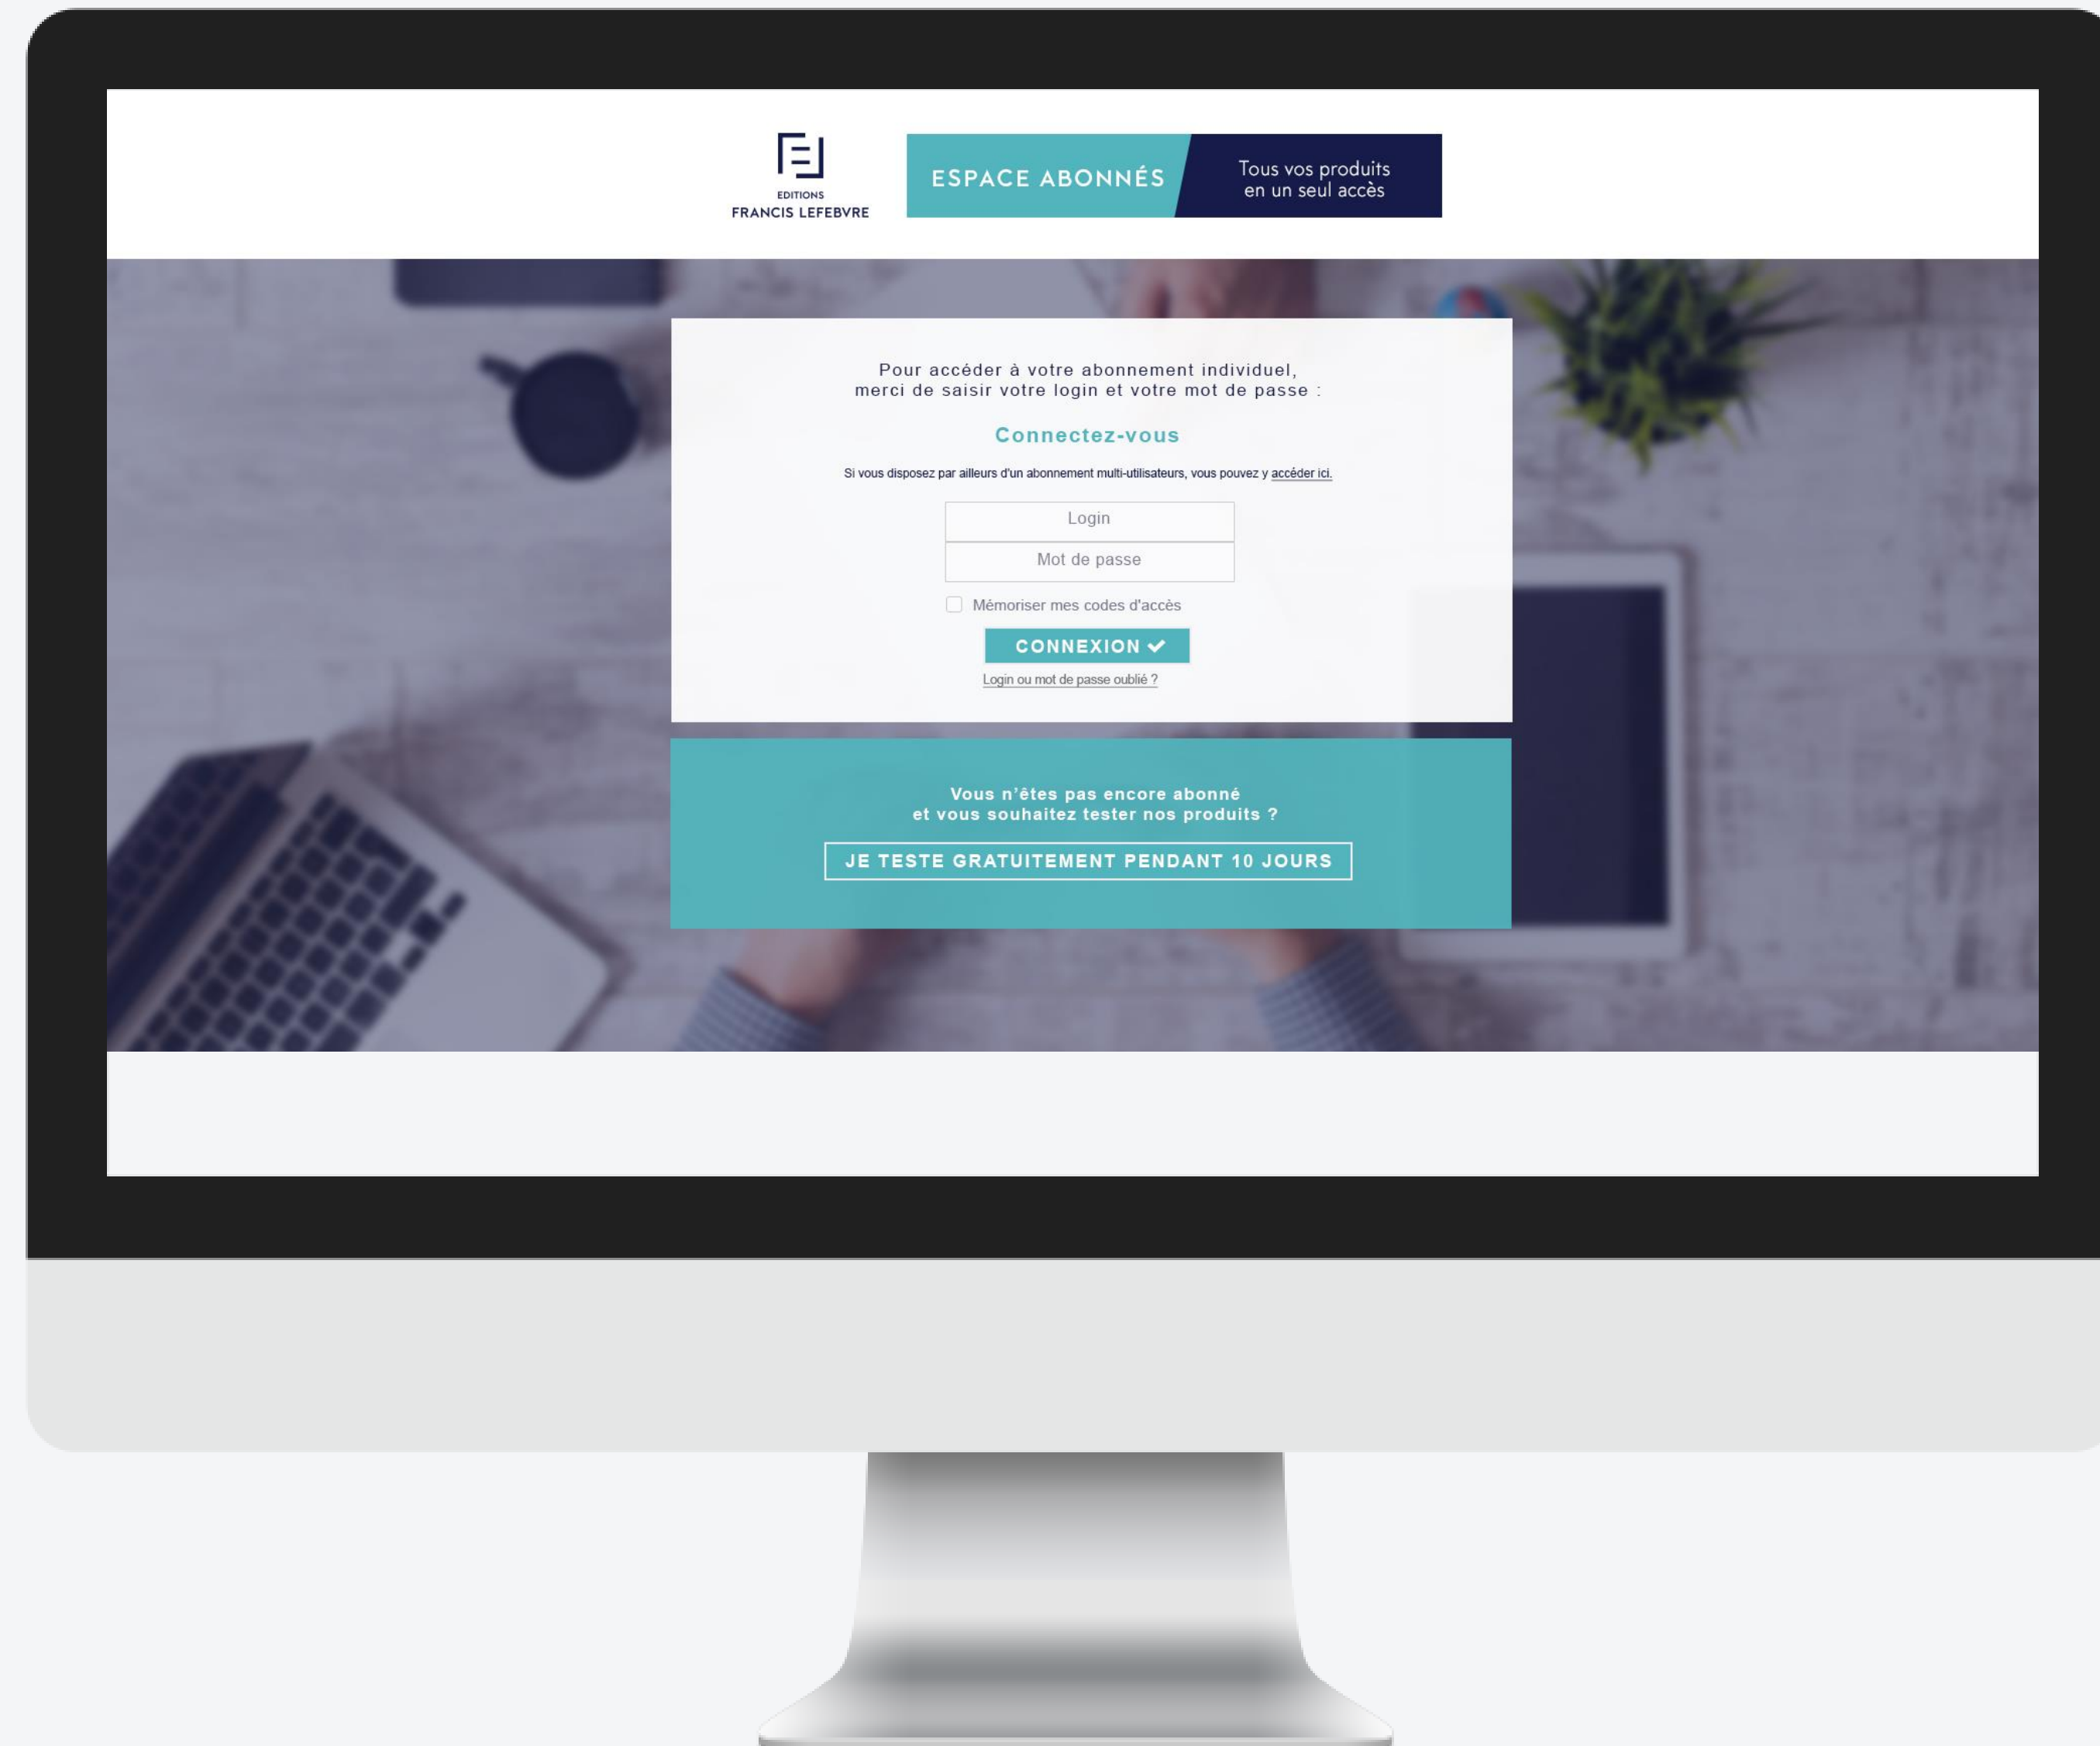 EDITIONS
FRANCIS LEFEBVRE
ESPACE ABONNÉS
Tous vos produits
en un seul accès
Pour accéder à votre abonnement individuel,
merci de saisir votre login et votre mot de passe :
Connectez-vous
Si vous disposez par ailleurs d'un abonnement multi-utilisateurs, vous pouvez y accéder ici.
Login
Mot de passe
Mémoriser mes codes d'accès
CONNEXION ✔
Login ou mot de passe oublié ?
Vous n’êtes pas encore abonné
et vous souhaitez tester nos produits ?
JE TESTE GRATUITEMENT PENDANT 10 JOURS